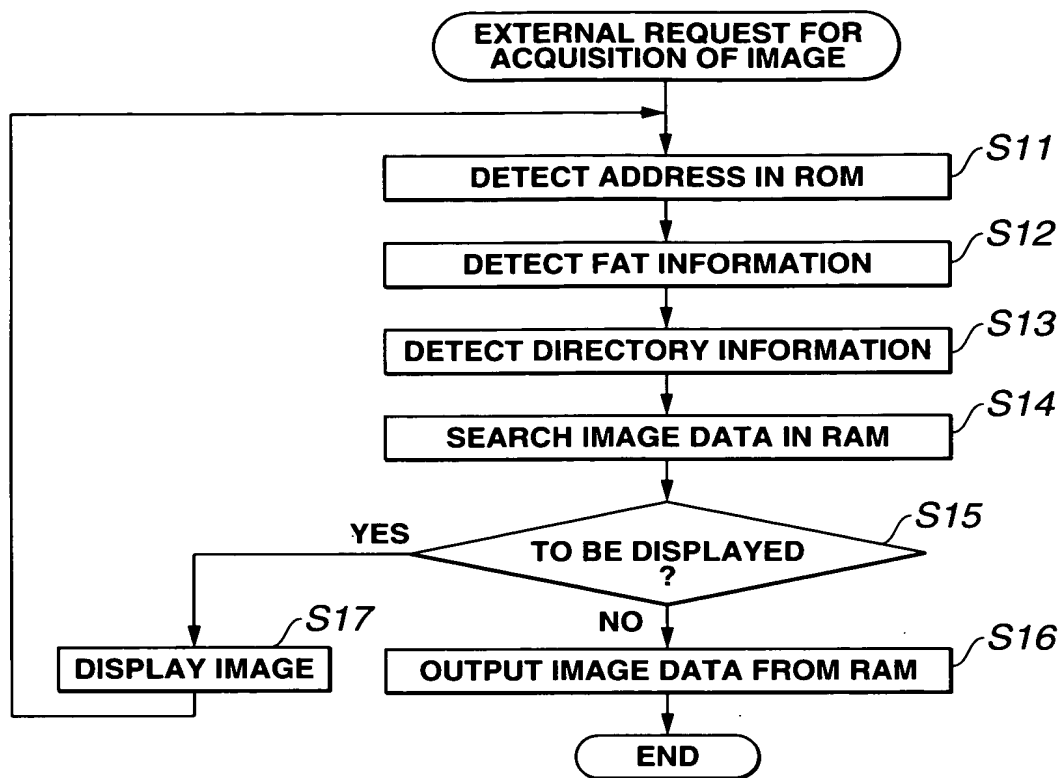 EXTERNAL REQUEST FOR
ACQUISITION OF IMAGE
S11
DETECT ADDRESS IN ROM
S12
DETECT FAT INFORMATION
S13
DETECT DIRECTORY INFORMATION
S14
SEARCH IMAGE DATA IN RAM
S15
YES
TO BE DISPLAYED
?
NO
S17
DISPLAY IMAGE
S16
OUTPUT IMAGE DATA FROM RAM
END